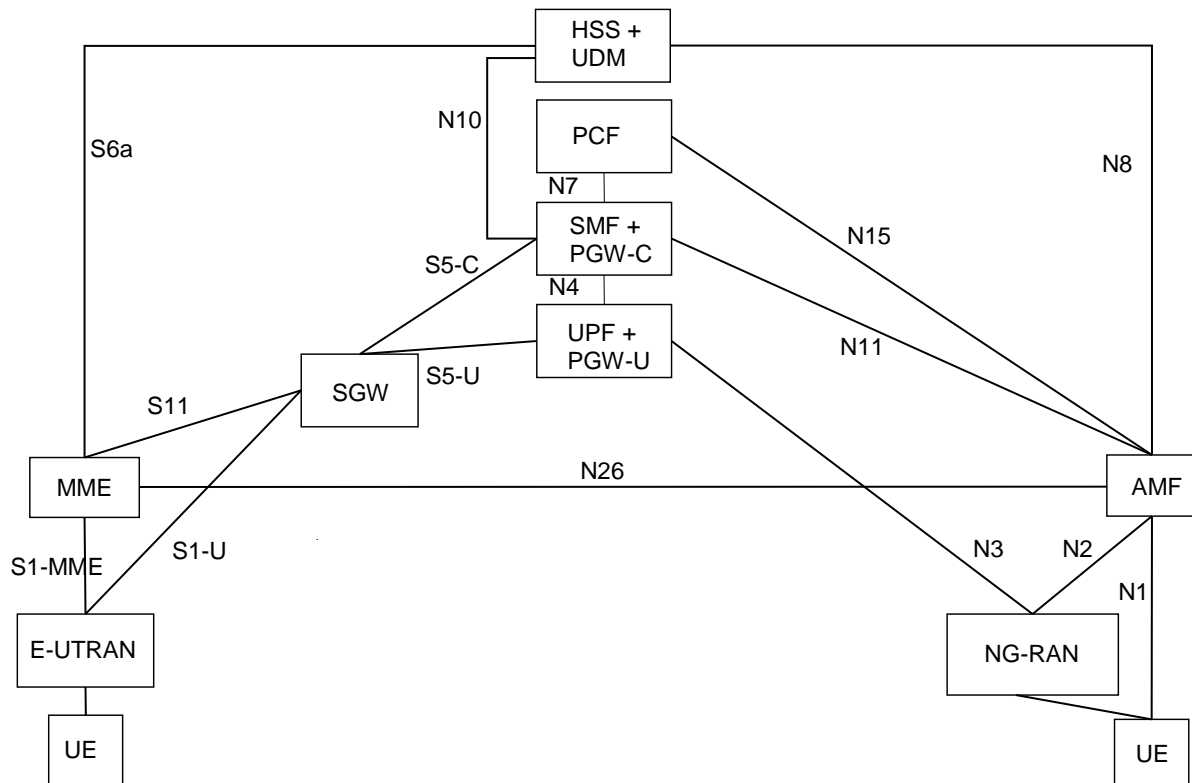 HSS +
UDM
N10
PCF
S6a
N8
N7
SMF +
PGW-C
N15
S5-C
N4
UPF +
PGW-U
N11
S5-U
SGW
S11
MME
N26
AMF
S1-U
N3
N2
S1-MME
N1
E-UTRAN
NG-RAN
UE
UE